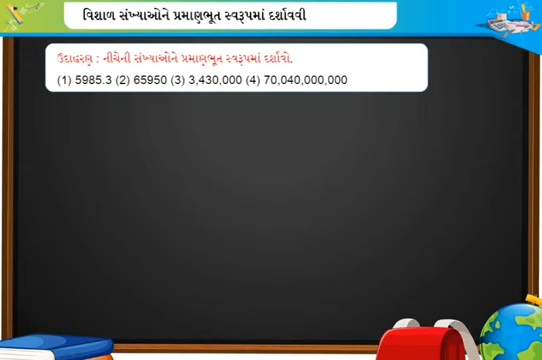 વિશાળ સંખ્યાઓને પ્રમાણભૂત સ્વરૂપમાં દર્શાવવી
ઉદાહરણ : નીચેની સંખ્યાઓને પ્રમાણભૂત સ્વરૂપમાં દર્શાવો.
(1) 5985.3 (2) 65950 (3) 3,430,000 (4) 70,040,000,000